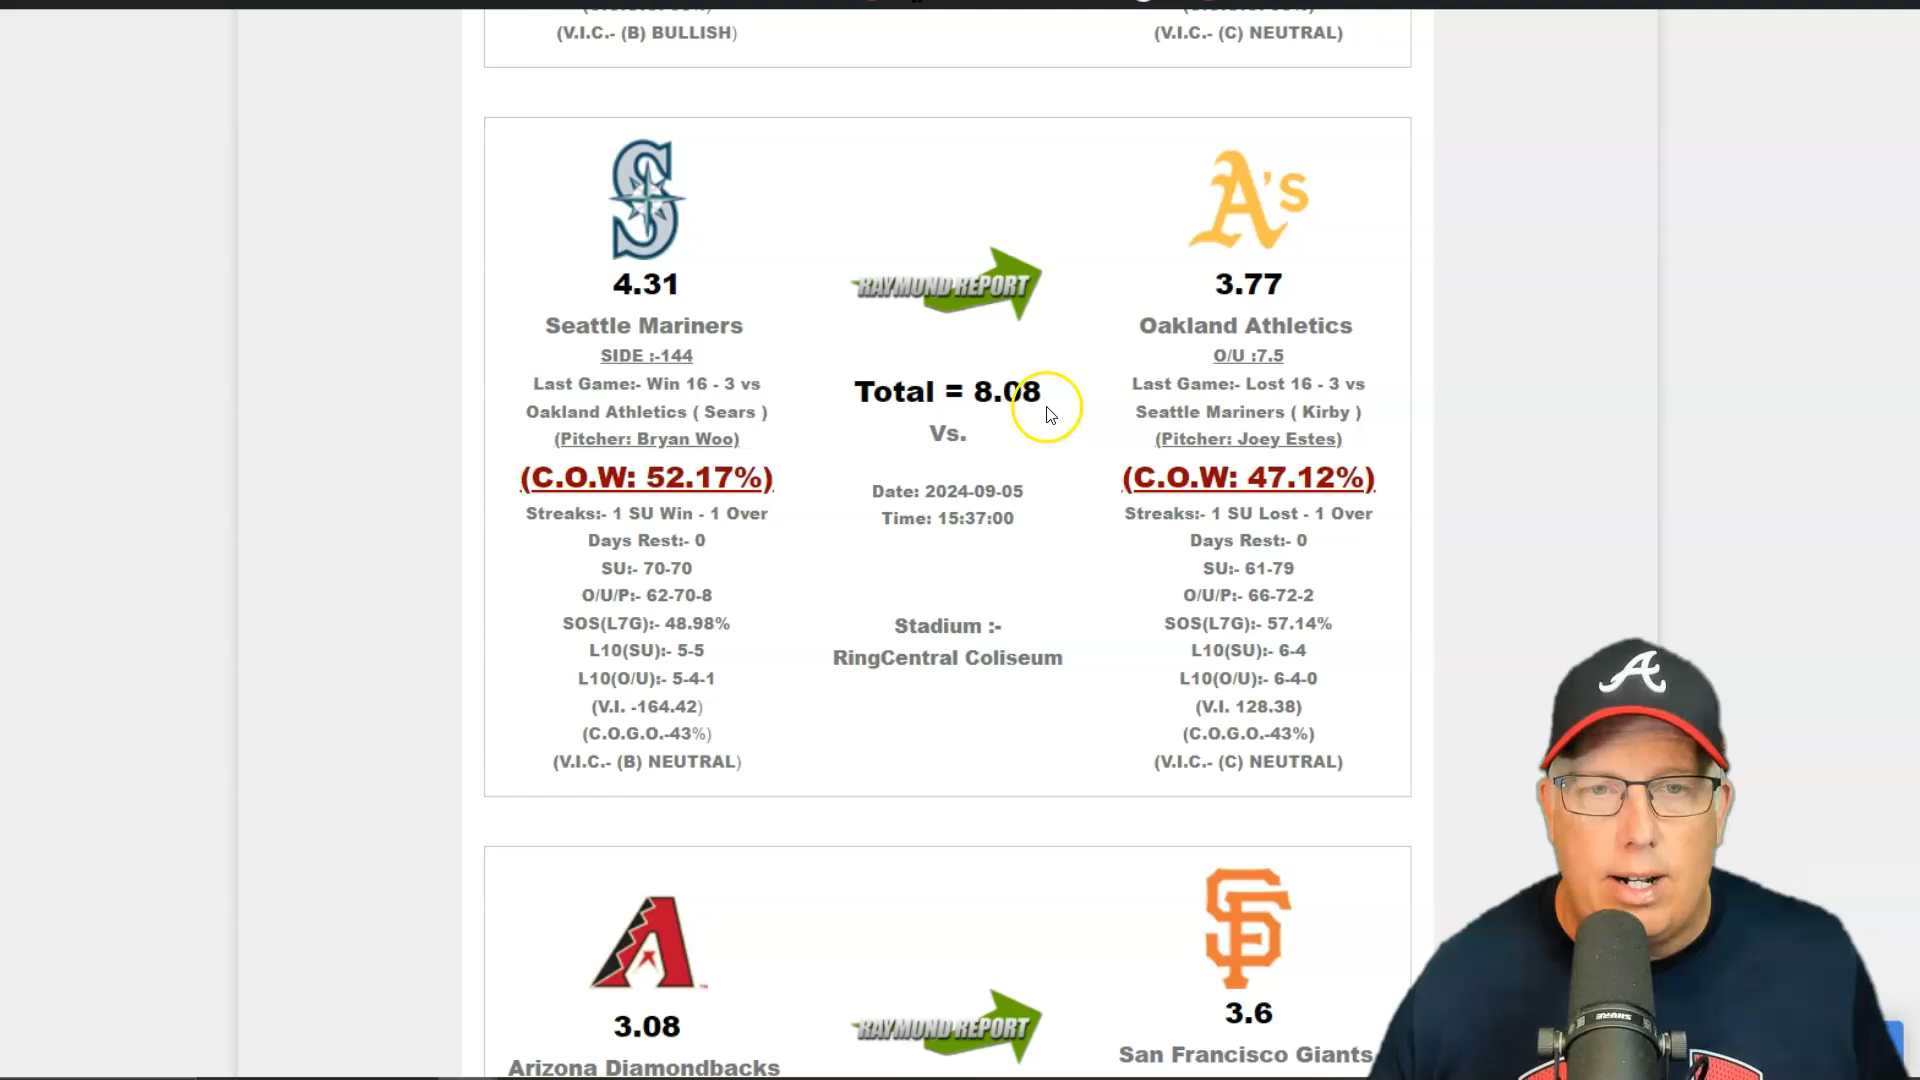 (V.I.C.- (B) BULLISH)
(V.I.C.- (C) NEUTRAL)
S
A's
4.31
RAYMOND REPORT
3.77
Seattle Mariners
Oakland Athletics
SIDE :-144
O/U :7.5
Last Game:- Win 16 - 3 vs
Oakland Athletics ( Sears )
(Pitcher: Bryan Woo)
Total = 8.08
Vs.
Last Game:- Lost 16 - 3 vs
Seattle Mariners ( Kirby )
(Pitcher: Joey Estes)
(C.O.W: 52.17%)
(C.O.W: 47.12%)
Date: 2024-09-05
Time: 15:37:00
Streaks:- 1 SU Win - 1 Over
Days Rest:- 0
SU:- 70-70
O/U/P:- 62-70-8
SOS(L7G):- 48.98%
L10(SU):- 5-5
L10(O/U):- 5-4-1
(V.I. -164.42)
(C.O.G.O.-43%)
(V.I.C.- (B) NEUTRAL)
Stadium :-
RingCentral Coliseum
Streaks:- 1 SU Lost - 1 Over
Days Rest:- 0
SU:- 61-79
O/U/P:- 66-72-2
SOS(L7G):- 57.14%
L10(SU):- 6-4
L10(O/U):- 6-4-0
(V.I. 128.38)
(C.O.G.O.-43%)
(V.I.C.- (C) NEUTRAL)
A
SF
3.08
RAYMOND REPORT
3.6
Arizona Diamondbacks
San Francisco Giants
A
SHURE